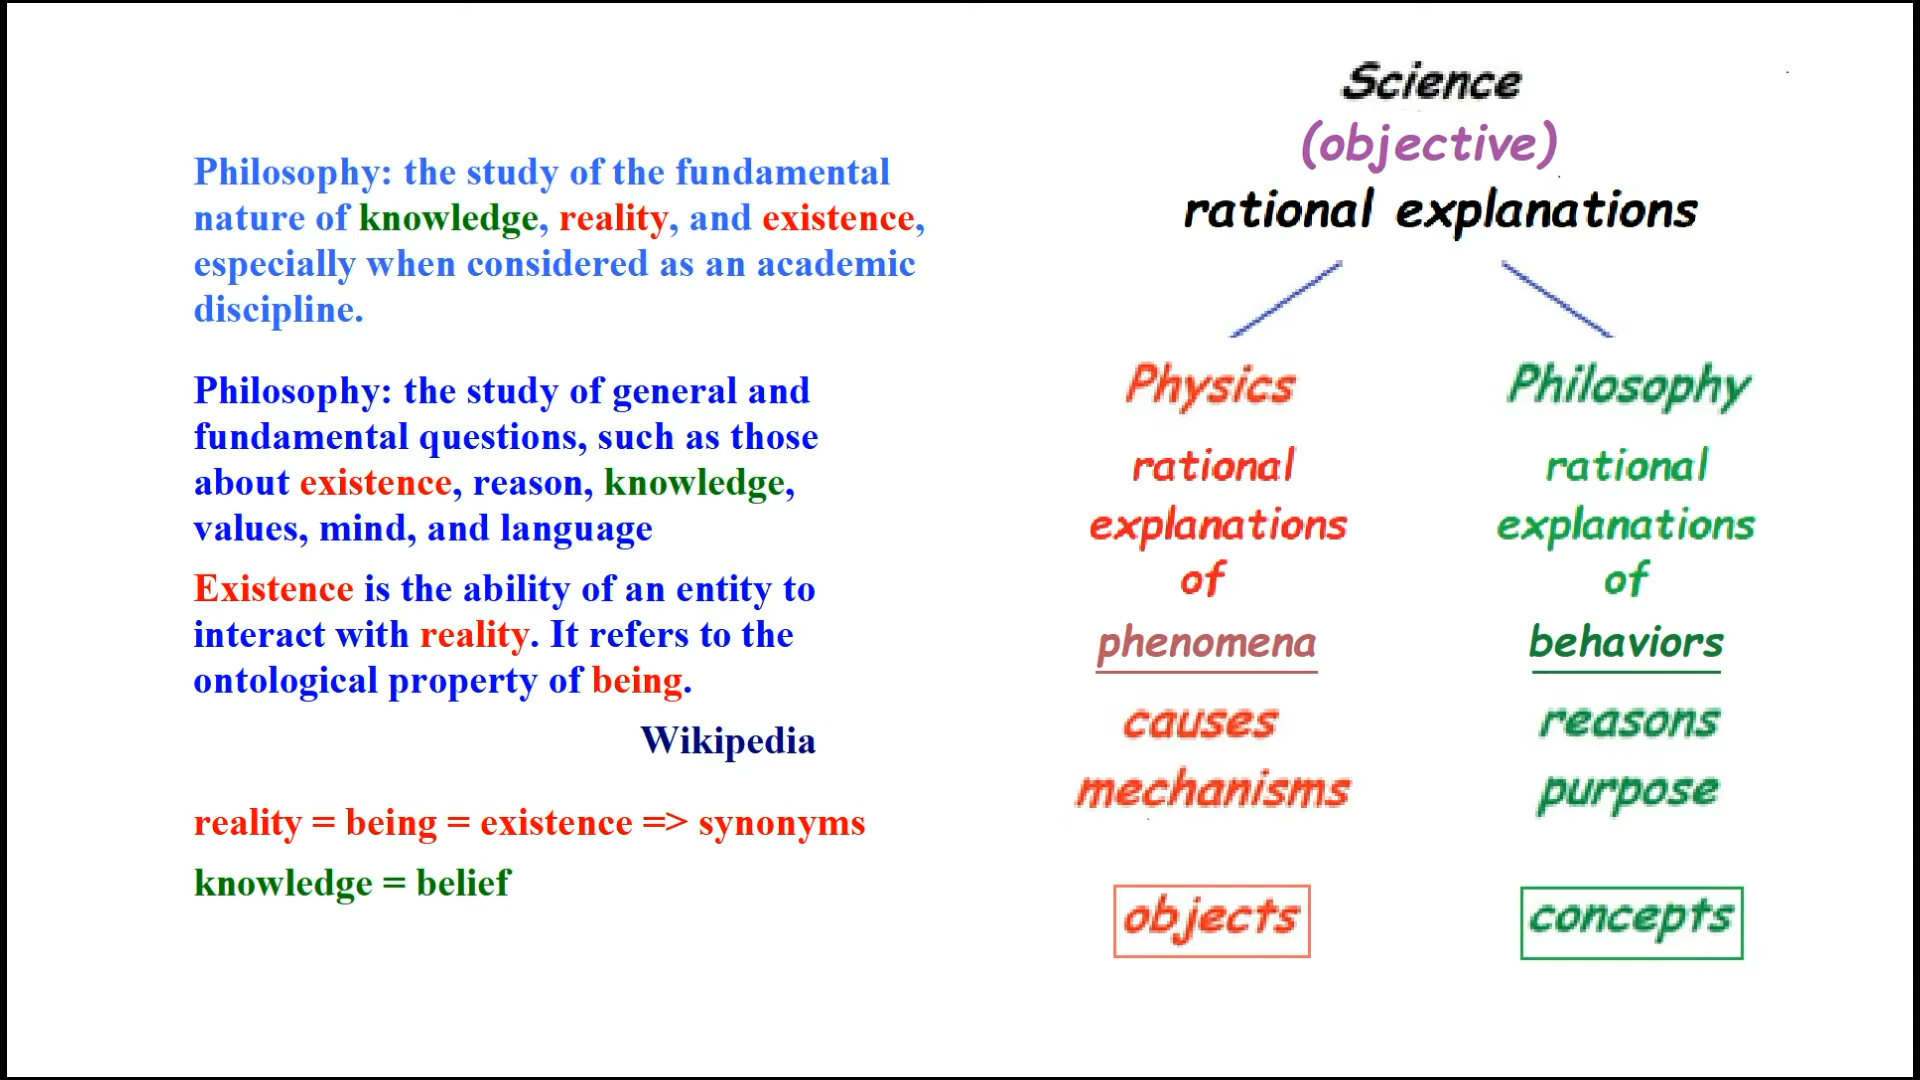 Philosophy: the study of the fundamental
nature of knowledge, reality, and existence,
especially when considered as an academic
discipline.
Philosophy: the study of general and
fundamental questions, such as those
about existence, reason, knowledge,
values, mind, and language
Existence is the ability of an entity to
interact with reality. It refers to the
ontological property of being.
Wikipedia
reality = being = existence => synonyms
knowledge = belief
Science
(objective)
rational explanations
Physics
rational
explanations
of
phenomena
causes
mechanisms
objects
Philosophy
rational
explanations
of
behaviors
reasons
purpose
concepts